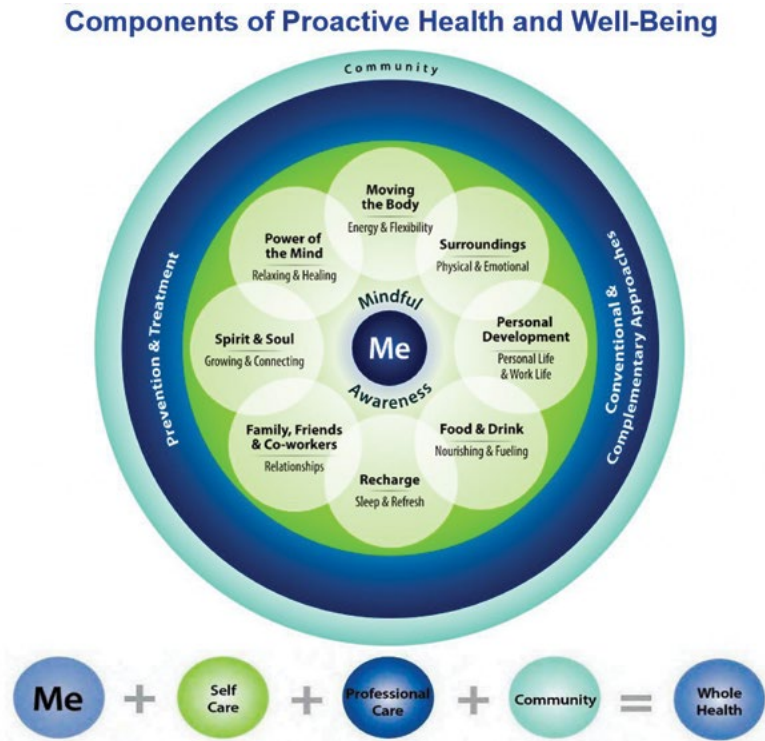 Components of Proactive Health and Well-Being
Community
Prevention & Treatment
Conventional &
Complementary Approaches
Moving
the Body
Energy & Flexibility
Surroundings
Physical & Emotional
Personal
Development
Personal Life
& Work Life
Food & Drink
Nourishing & Fueling
Recharge
Sleep & Refresh
Family, Friends
& Co-workers
Relationships
Spirit & Soul
Growing & Connecting
Power of
the Mind
Relaxing & Healing
Mindful
Me
Awareness
Me
+
Self
Care
+
Professional
Care
+
Community
=
Whole
Health